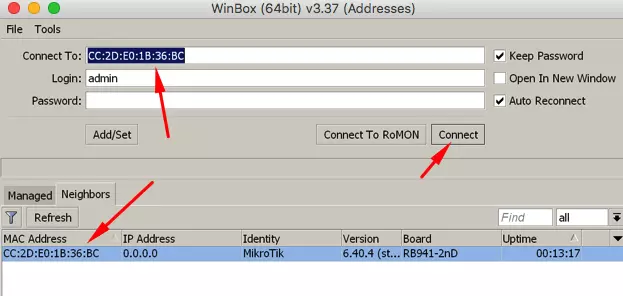 WinBox (64bit) v3.37 (Addresses)
File Tools
Connect To: CC:2D:E0:1B:36:BC Keep Password
Login: admin Open In New Window
Password: Auto Reconnect
Add/Set Connect To RoMON Connect
Managed Neighbors
Refresh Find all
MAC Address IP Address Identity Version Board Uptime
CC:2D:E0:1B:36:BC 0.0.0.0 MikroTik 6.40.4 (st... RB941-2nD 00:13:17